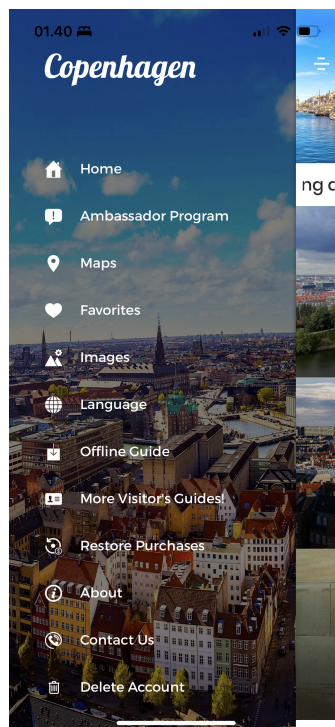 01.40
Copenhagen
Home
Ambassador Program
Maps
Favorites
Images
Language
Offline Guide
More Visitor's Guides!
Restore Purchases
About
Contact Us
Delete Account
ng